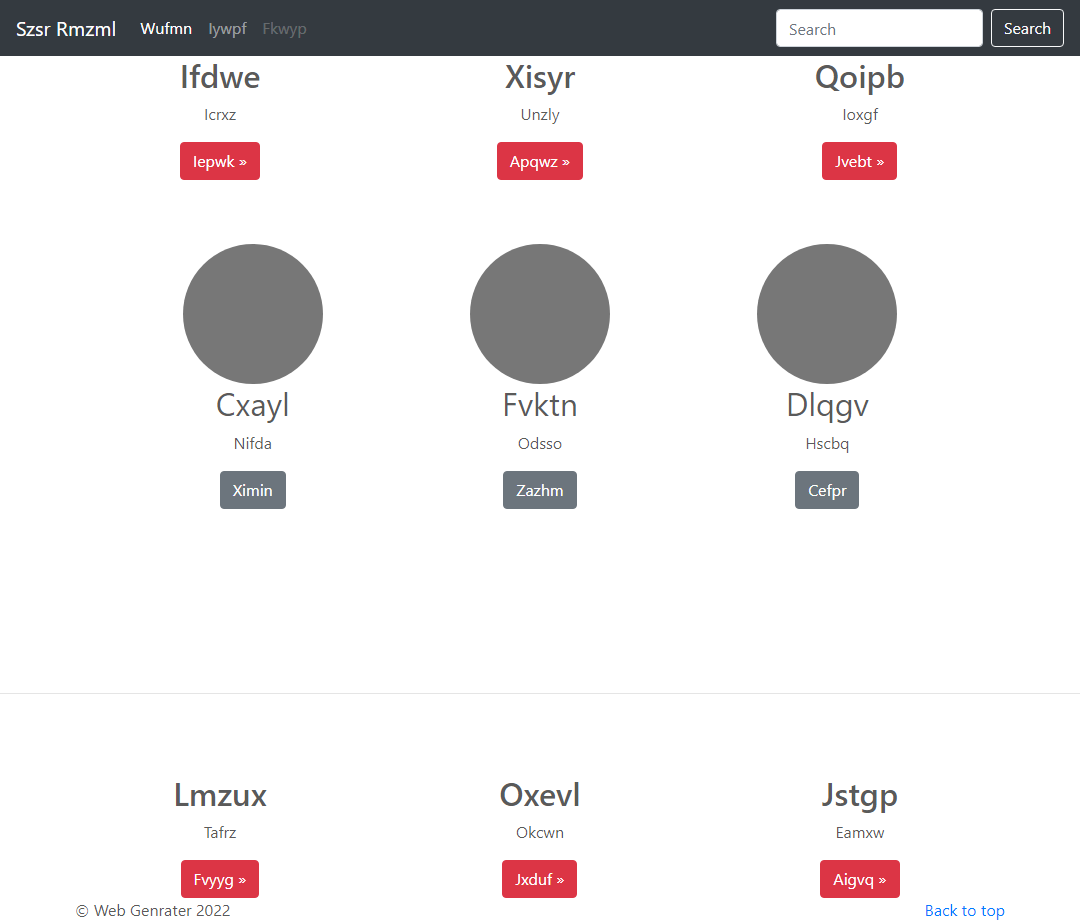 Szsr Rmzml Wufmn Iywpf Fkwyp Search Search
Ifdwe Xisyr Qoipb
Icrxz Unzly Ioxgf
Iepwk » Apqwz » Jvebt »
Cxayl Fvktn Dlqgv
Nifda Odsso Hscbq
Ximin Zazhm Cefpr
Lmzux Oxevl Jstgp
Tafrz Okcwn Eamxw
Fvyyg » Jxduf » Aigvq »
© Web Genrater 2022 Back to top